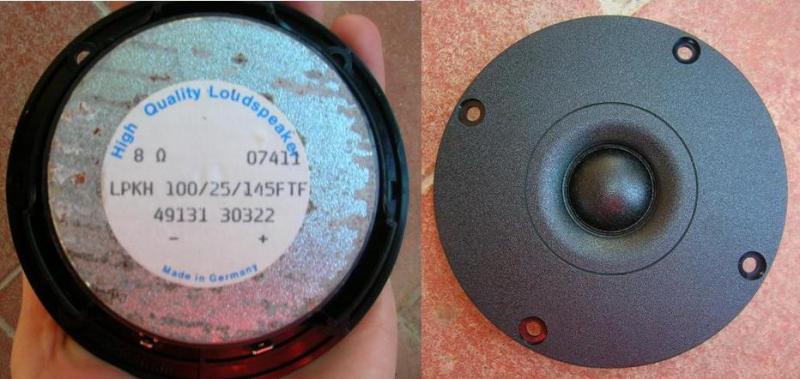 High Quality Loudspeaker
8 Ω 07411
LPKH 100/25/145FTF
49131 30322
− +
Made in Germany